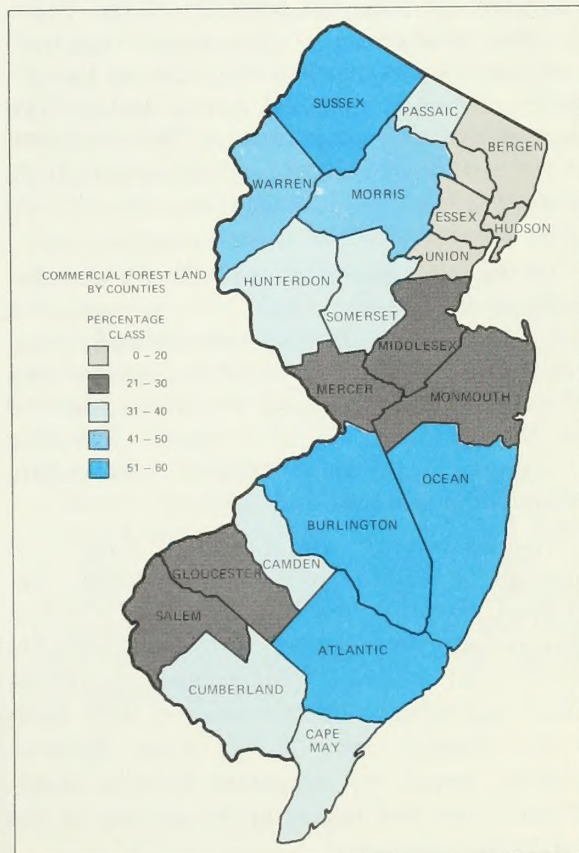 SUSSEX
PASSAIC
BERGEN
WARREN
MORRIS
ESSEX
HUDSON
UNION
HUNTERDON
SOMERSET
COMMERCIAL FOREST LAND
BY COUNTIES
PERCENTAGE
CLASS
0 – 20
21 – 30
31 – 40
41 – 50
51 – 60
MIDDLESEX
MERCER
MONMOUTH
OCEAN
BURLINGTON
CAMDEN
GLOUCESTER
SALEM
ATLANTIC
CUMBERLAND
CAPE
MAY